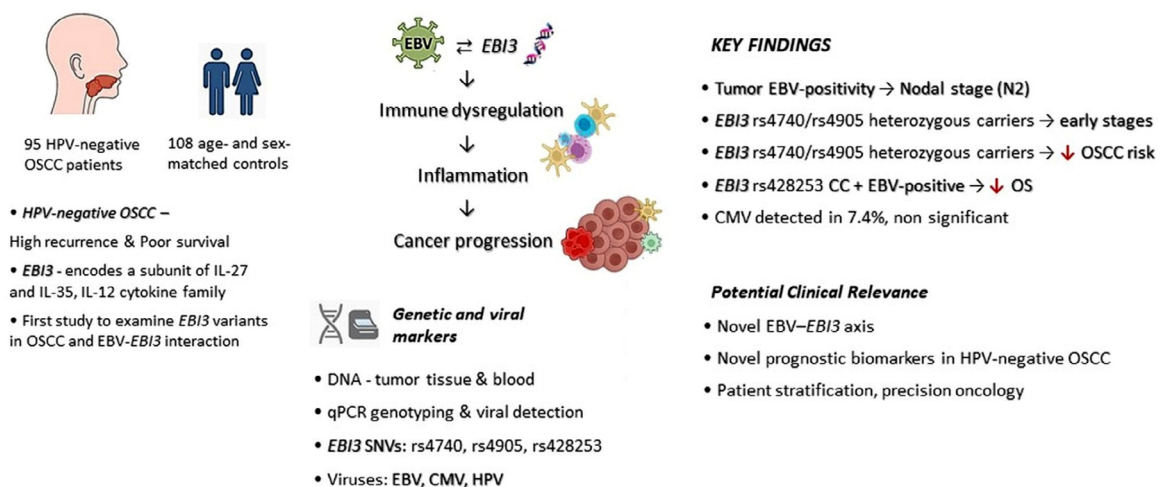 95 HPV-negative
OSCC patients
108 age- and sex-
matched controls
• HPV-negative OSCC –
High recurrence & Poor survival
• EBI3 - encodes a subunit of IL-27
and IL-35, IL-12 cytokine family
• First study to examine EBI3 variants
in OSCC and EBV-EBI3 interaction
EBV ⇄ EBI3
↓
Immune dysregulation
↓
Inflammation
↓
Cancer progression
Genetic and viral
markers
• DNA - tumor tissue & blood
• qPCR genotyping & viral detection
• EBI3 SNVs: rs4740, rs4905, rs428253
• Viruses: EBV, CMV, HPV
KEY FINDINGS
• Tumor EBV-positivity → Nodal stage (N2)
• EBI3 rs4740/rs4905 heterozygous carriers → early stages
• EBI3 rs4740/rs4905 heterozygous carriers → ↓ OSCC risk
• EBI3 rs428253 CC + EBV-positive → ↓ OS
• CMV detected in 7.4%, non significant
Potential Clinical Relevance
• Novel EBV–EBI3 axis
• Novel prognostic biomarkers in HPV-negative OSCC
• Patient stratification, precision oncology